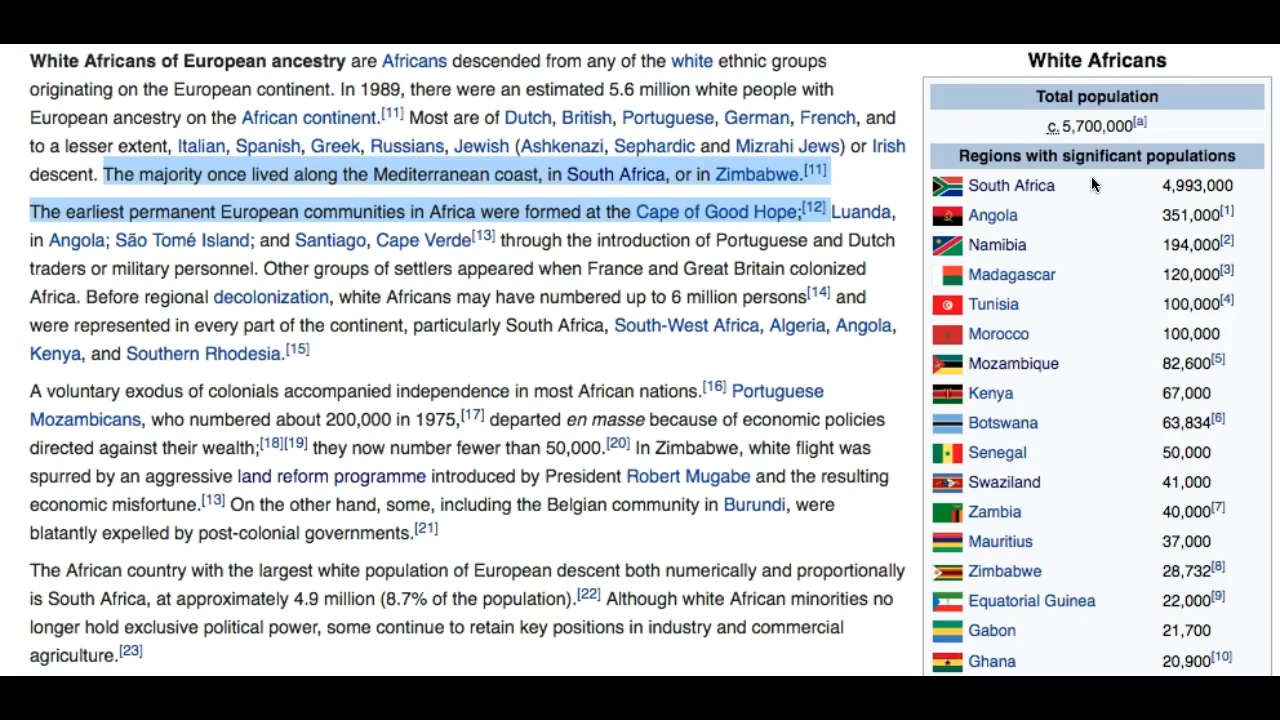 White Africans of European ancestry are Africans descended from any of the white ethnic groups
originating on the European continent. In 1989, there were an estimated 5.6 million white people with
European ancestry on the African continent.[11] Most are of Dutch, British, Portuguese, German, French, and
to a lesser extent, Italian, Spanish, Greek, Russians, Jewish (Ashkenazi, Sephardic and Mizrahi Jews) or Irish
descent. The majority once lived along the Mediterranean coast, in South Africa, or in Zimbabwe.[11]
The earliest permanent European communities in Africa were formed at the Cape of Good Hope;[12] Luanda,
in Angola; São Tomé Island; and Santiago, Cape Verde[13] through the introduction of Portuguese and Dutch
traders or military personnel. Other groups of settlers appeared when France and Great Britain colonized
Africa. Before regional decolonization, white Africans may have numbered up to 6 million persons[14] and
were represented in every part of the continent, particularly South Africa, South-West Africa, Algeria, Angola,
Kenya, and Southern Rhodesia.[15]
A voluntary exodus of colonials accompanied independence in most African nations.[16] Portuguese
Mozambicans, who numbered about 200,000 in 1975,[17] departed en masse because of economic policies
directed against their wealth;[18][19] they now number fewer than 50,000.[20] In Zimbabwe, white flight was
spurred by an aggressive land reform programme introduced by President Robert Mugabe and the resulting
economic misfortune.[13] On the other hand, some, including the Belgian community in Burundi, were
blatantly expelled by post-colonial governments.[21]
The African country with the largest white population of European descent both numerically and proportionally
is South Africa, at approximately 4.9 million (8.7% of the population).[22] Although white African minorities no
longer hold exclusive political power, some continue to retain key positions in industry and commercial
agriculture.[23]
White Africans
Total population
c. 5,700,000[a]
Regions with significant populations
South Africa 4,993,000
Angola 351,000[1]
Namibia 194,000[2]
Madagascar 120,000[3]
Tunisia 100,000[4]
Morocco 100,000
Mozambique 82,600[5]
Kenya 67,000
Botswana 63,834[6]
Senegal 50,000
Swaziland 41,000
Zambia 40,000[7]
Mauritius 37,000
Zimbabwe 28,732[8]
Equatorial Guinea 22,000[9]
Gabon 21,700
Ghana 20,900[10]